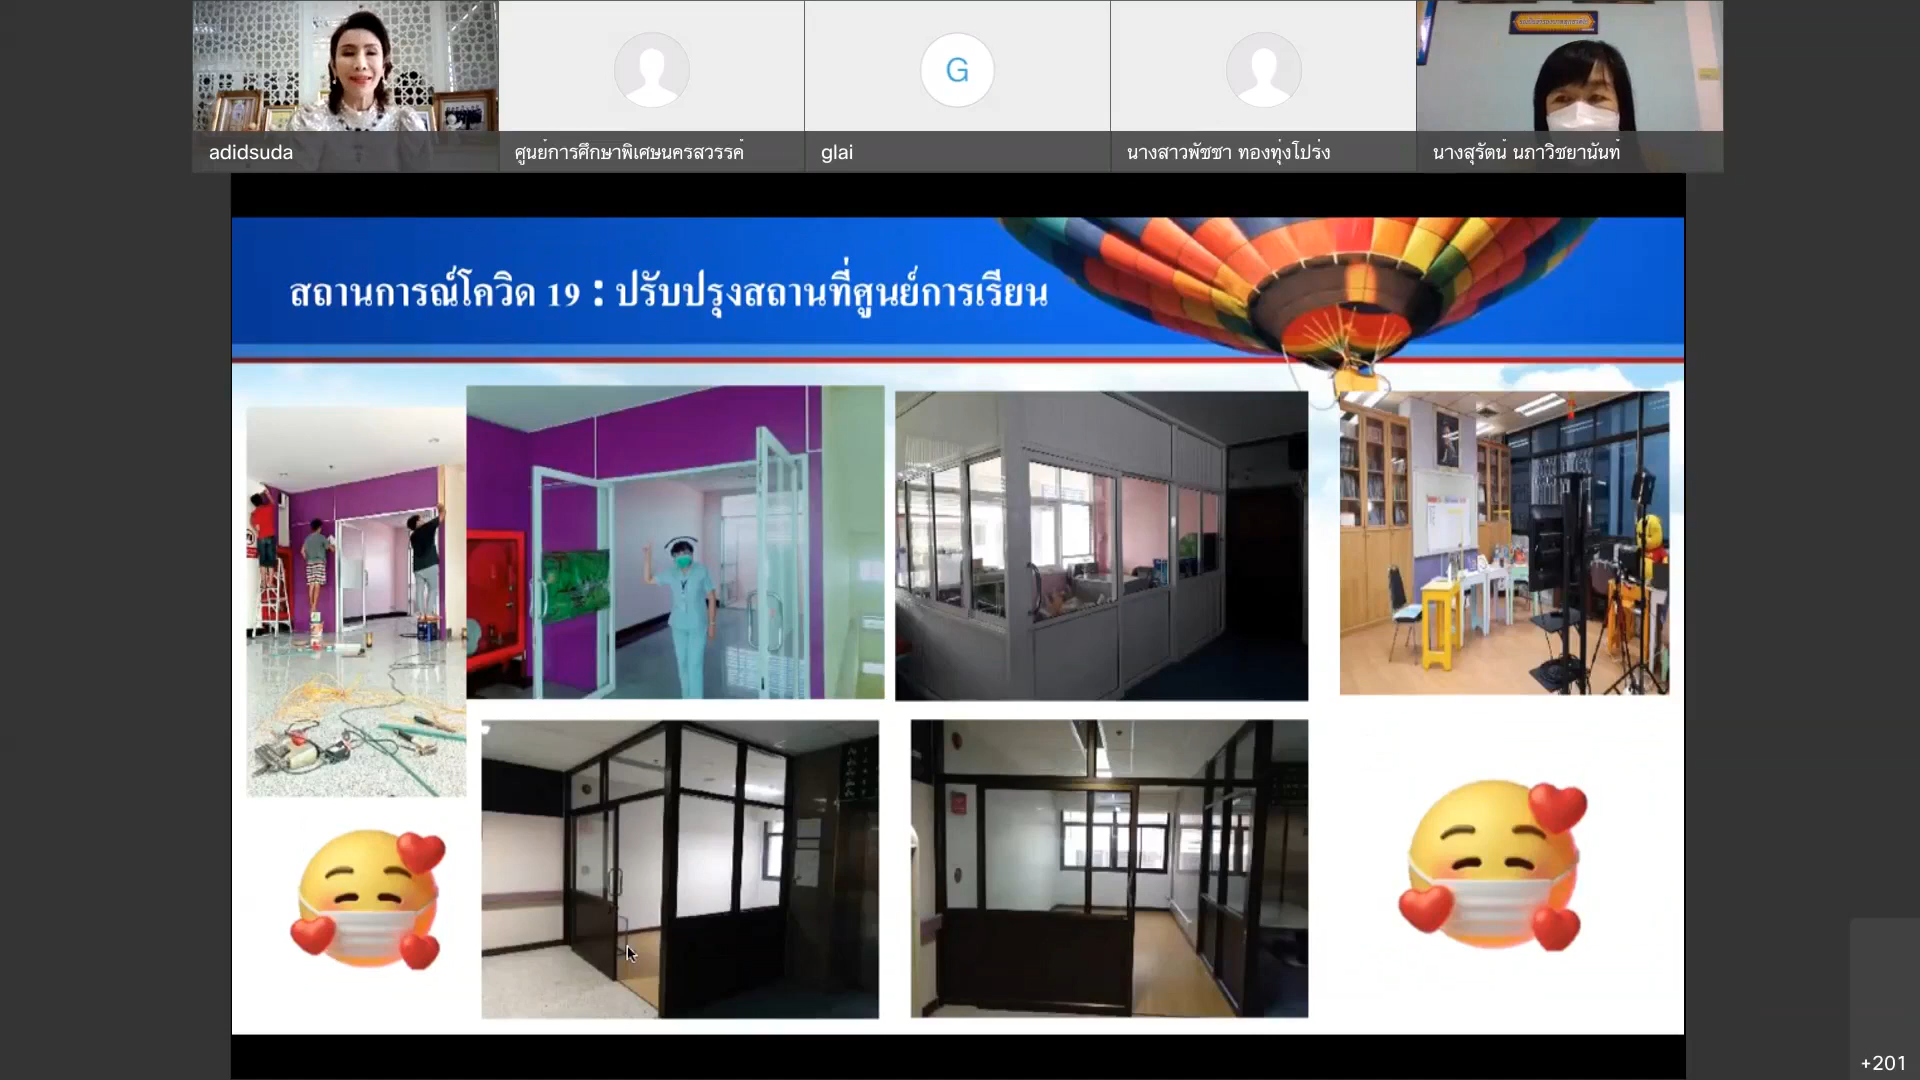 adidsuda
ศูนย์การศึกษาพิเศษนครสวรรค์
G
glai
นางสาวพัชชา ทองทุ่งโปร่ง
นางสุรัตน์ นภาวิชยานันท์
สถานการณ์โควิด 19 : ปรับปรุงสถานที่ศูนย์การเรียน
+201